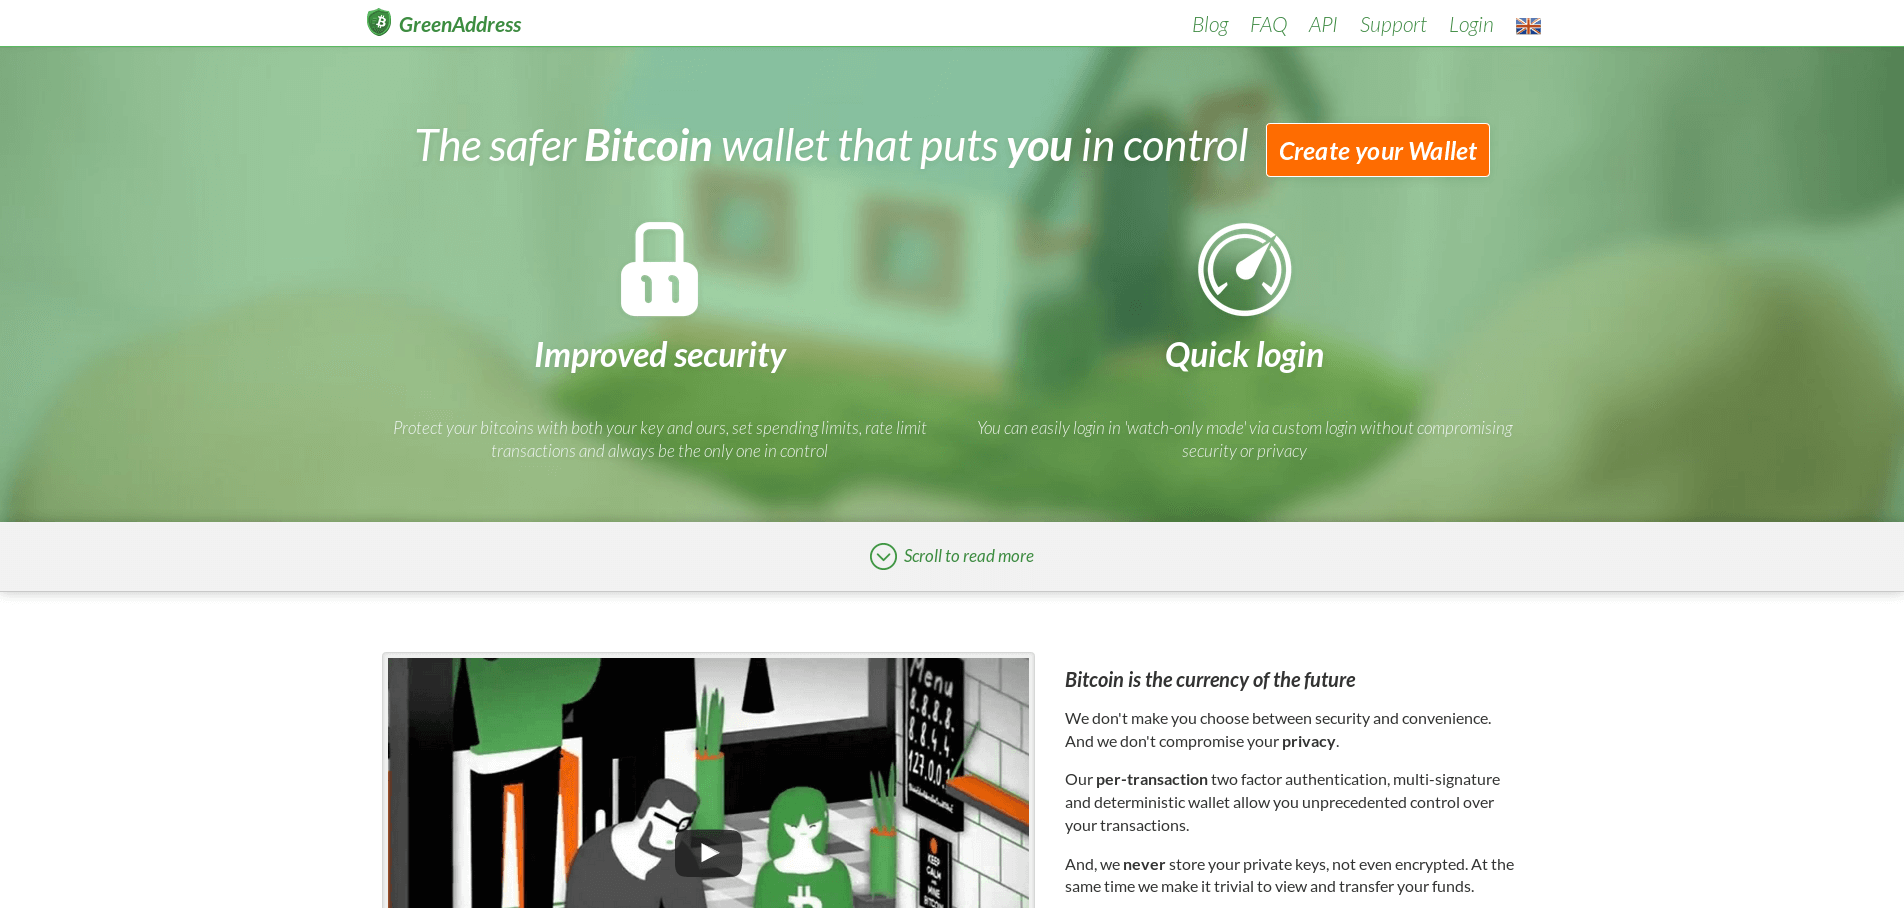 GreenAddress
Blog FAQ API Support Login
The safer Bitcoin wallet that puts you in control
Create your Wallet
Improved security
Protect your bitcoins with both your key and ours, set spending limits, rate limit
transactions and always be the only one in control
Quick login
You can easily login in 'watch-only mode' via custom login without compromising
security or privacy
Scroll to read more
Menu
8.8.8.8.
8.8.4.4.
127.0.0.1
KEEP
CALM
AND
MINE
BITCOIN
Bitcoin is the currency of the future
We don't make you choose between security and convenience.
And we don't compromise your privacy.
Our per-transaction two factor authentication, multi-signature
and deterministic wallet allow you unprecedented control over
your transactions.
And, we never store your private keys, not even encrypted. At the
same time we make it trivial to view and transfer your funds.